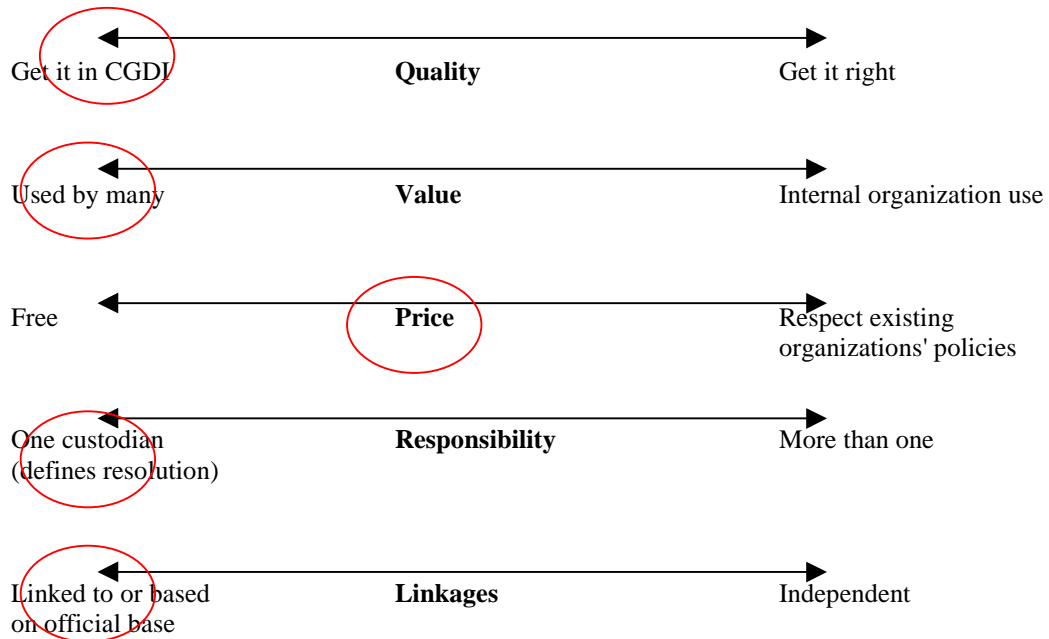 Get it in CGDI Quality Get it right
Used by many Value Internal organization use
Free Price Respect existing
organizations' policies
One custodian Responsibility More than one
(defines resolution)
Linked to or based Linkages Independent
on official base